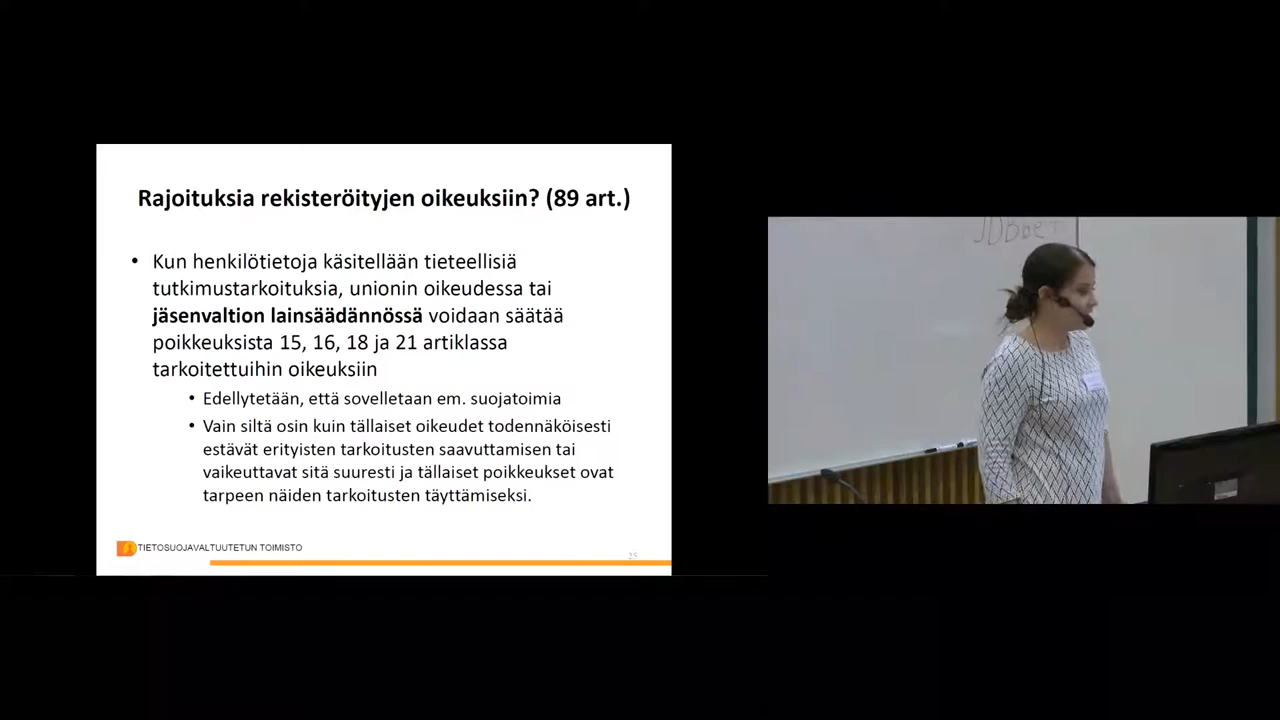 Rajoituksia rekisteröityjen oikeuksiin? (89 art.)
• Kun henkilötietoja käsitellään tieteellisiä
tutkimustarkoituksia, unionin oikeudessa tai
jäsenvaltion lainsäädännössä voidaan säätää
poikkeuksista 15, 16, 18 ja 21 artiklassa
tarkoitettuihin oikeuksiin
• Edellytetään, että sovelletaan em. suojatoimia
• Vain siltä osin kuin tällaiset oikeudet todennäköisesti
estävät erityisten tarkoitusten saavuttamisen tai
vaikeuttavat sitä suuresti ja tällaiset poikkeukset ovat
tarpeen näiden tarkoitusten täyttämiseksi.
TIETOSUOJAVALTUUTETUN TOIMISTO
25